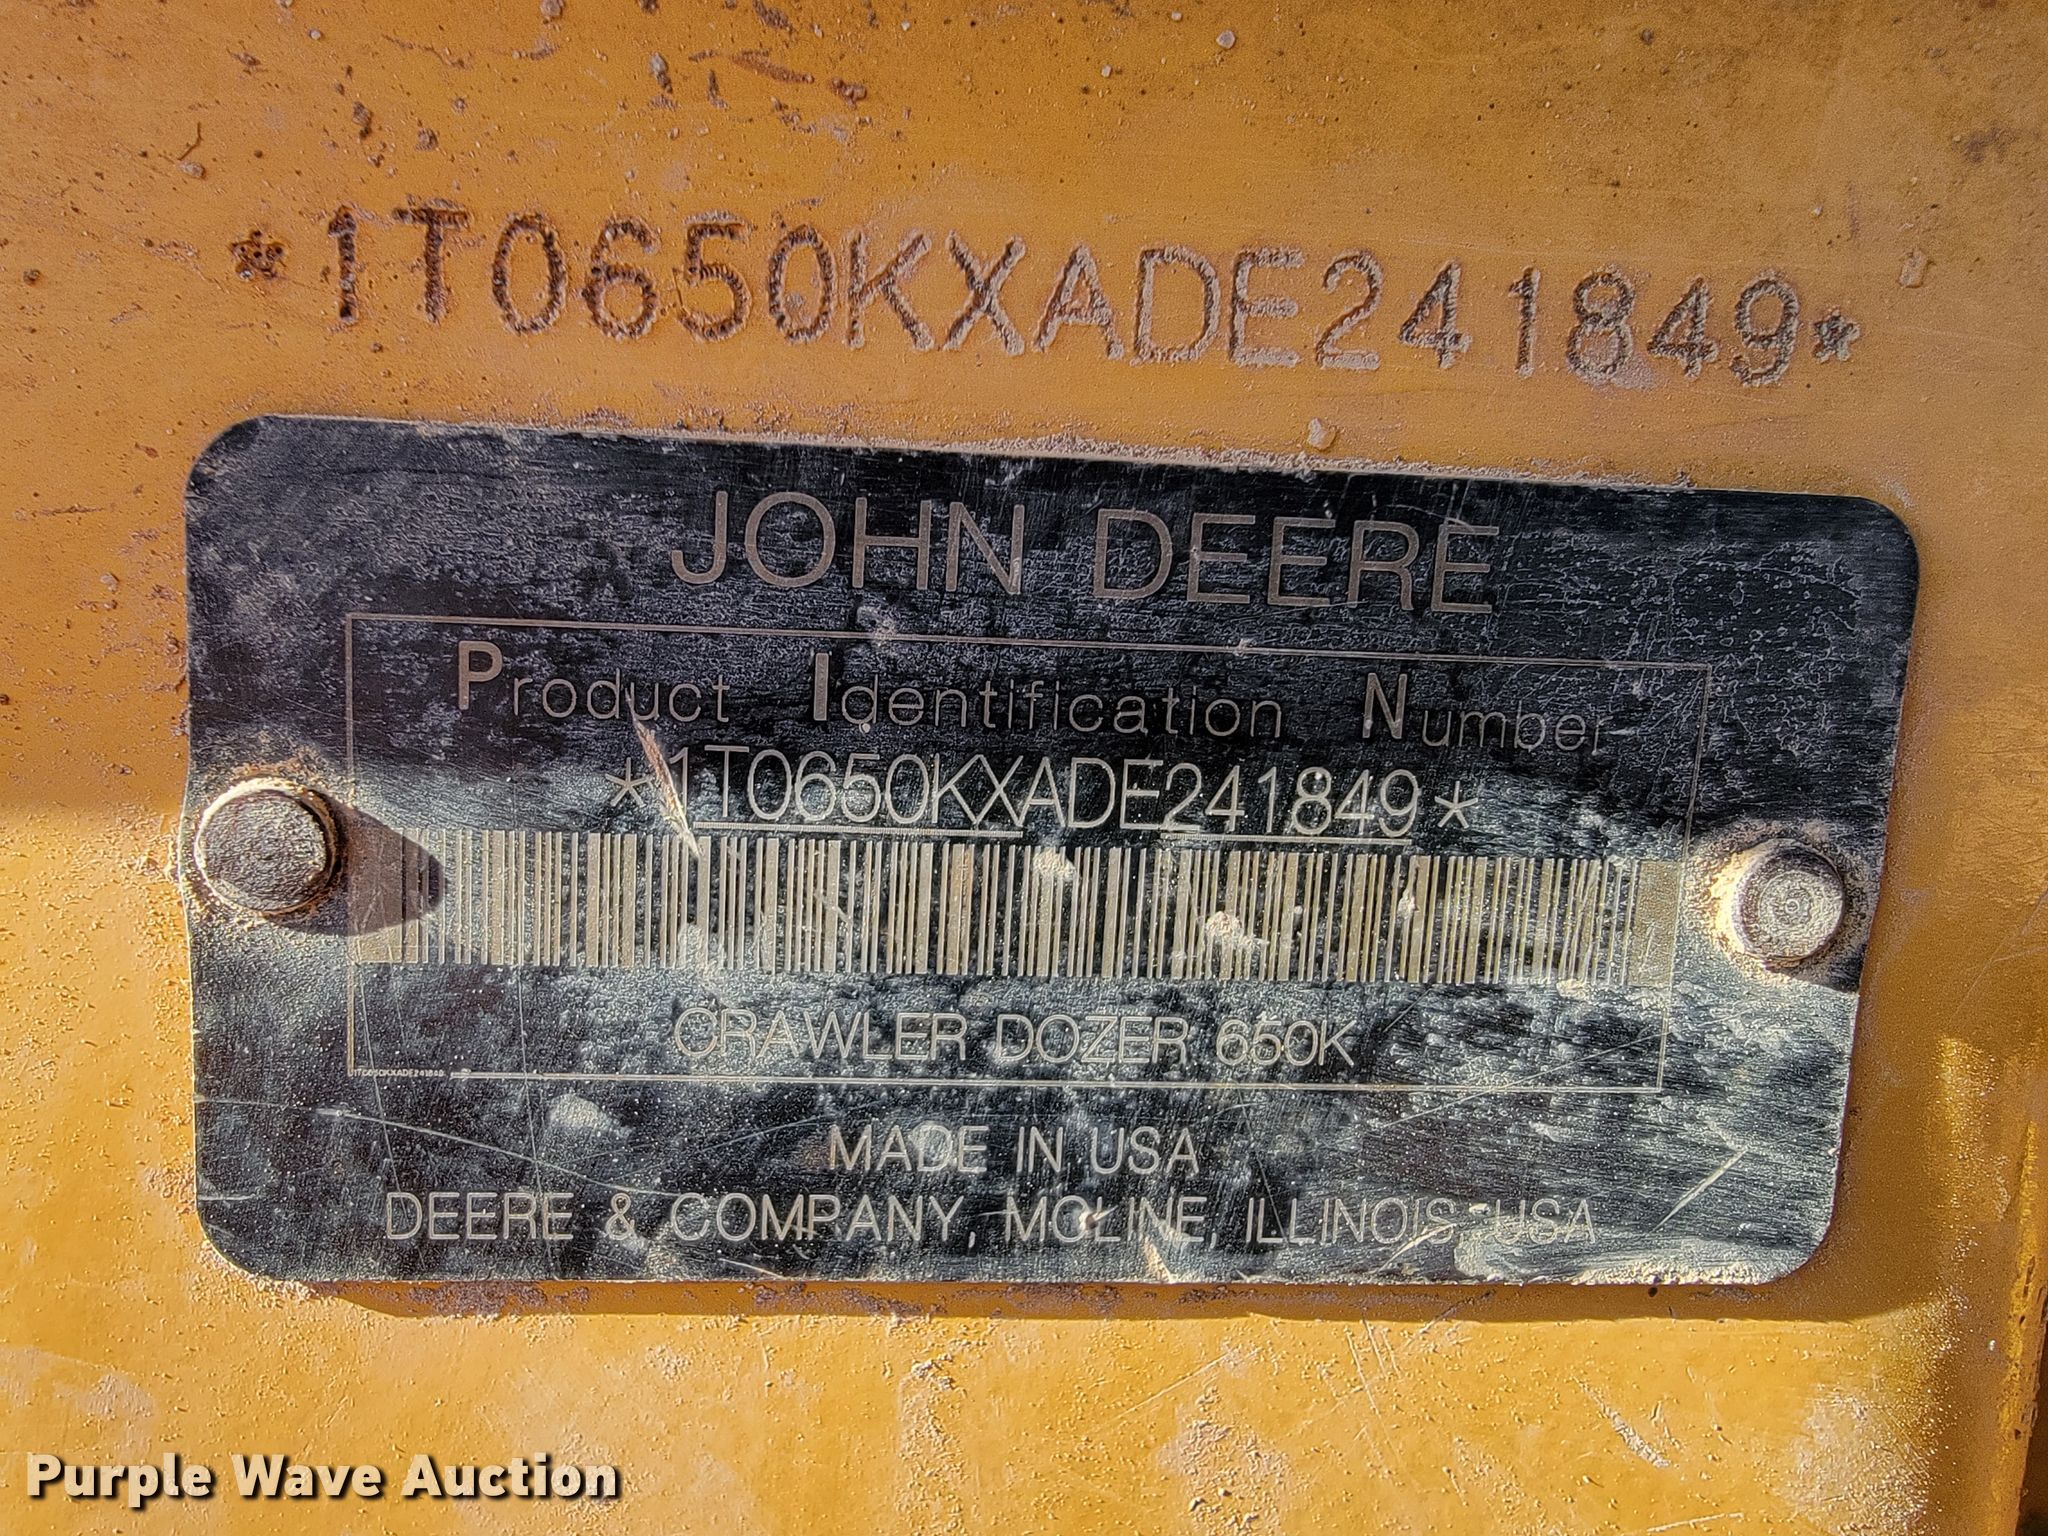 *1T0650KXADE241849*
JOHN DEERE
Product Identification Number
*1T0650KXADE241849*
CRAWLER DOZER 650K
1T0650KXADE241849
MADE IN USA
DEERE & COMPANY, MOLINE, ILLINOIS USA
Purple Wave Auction